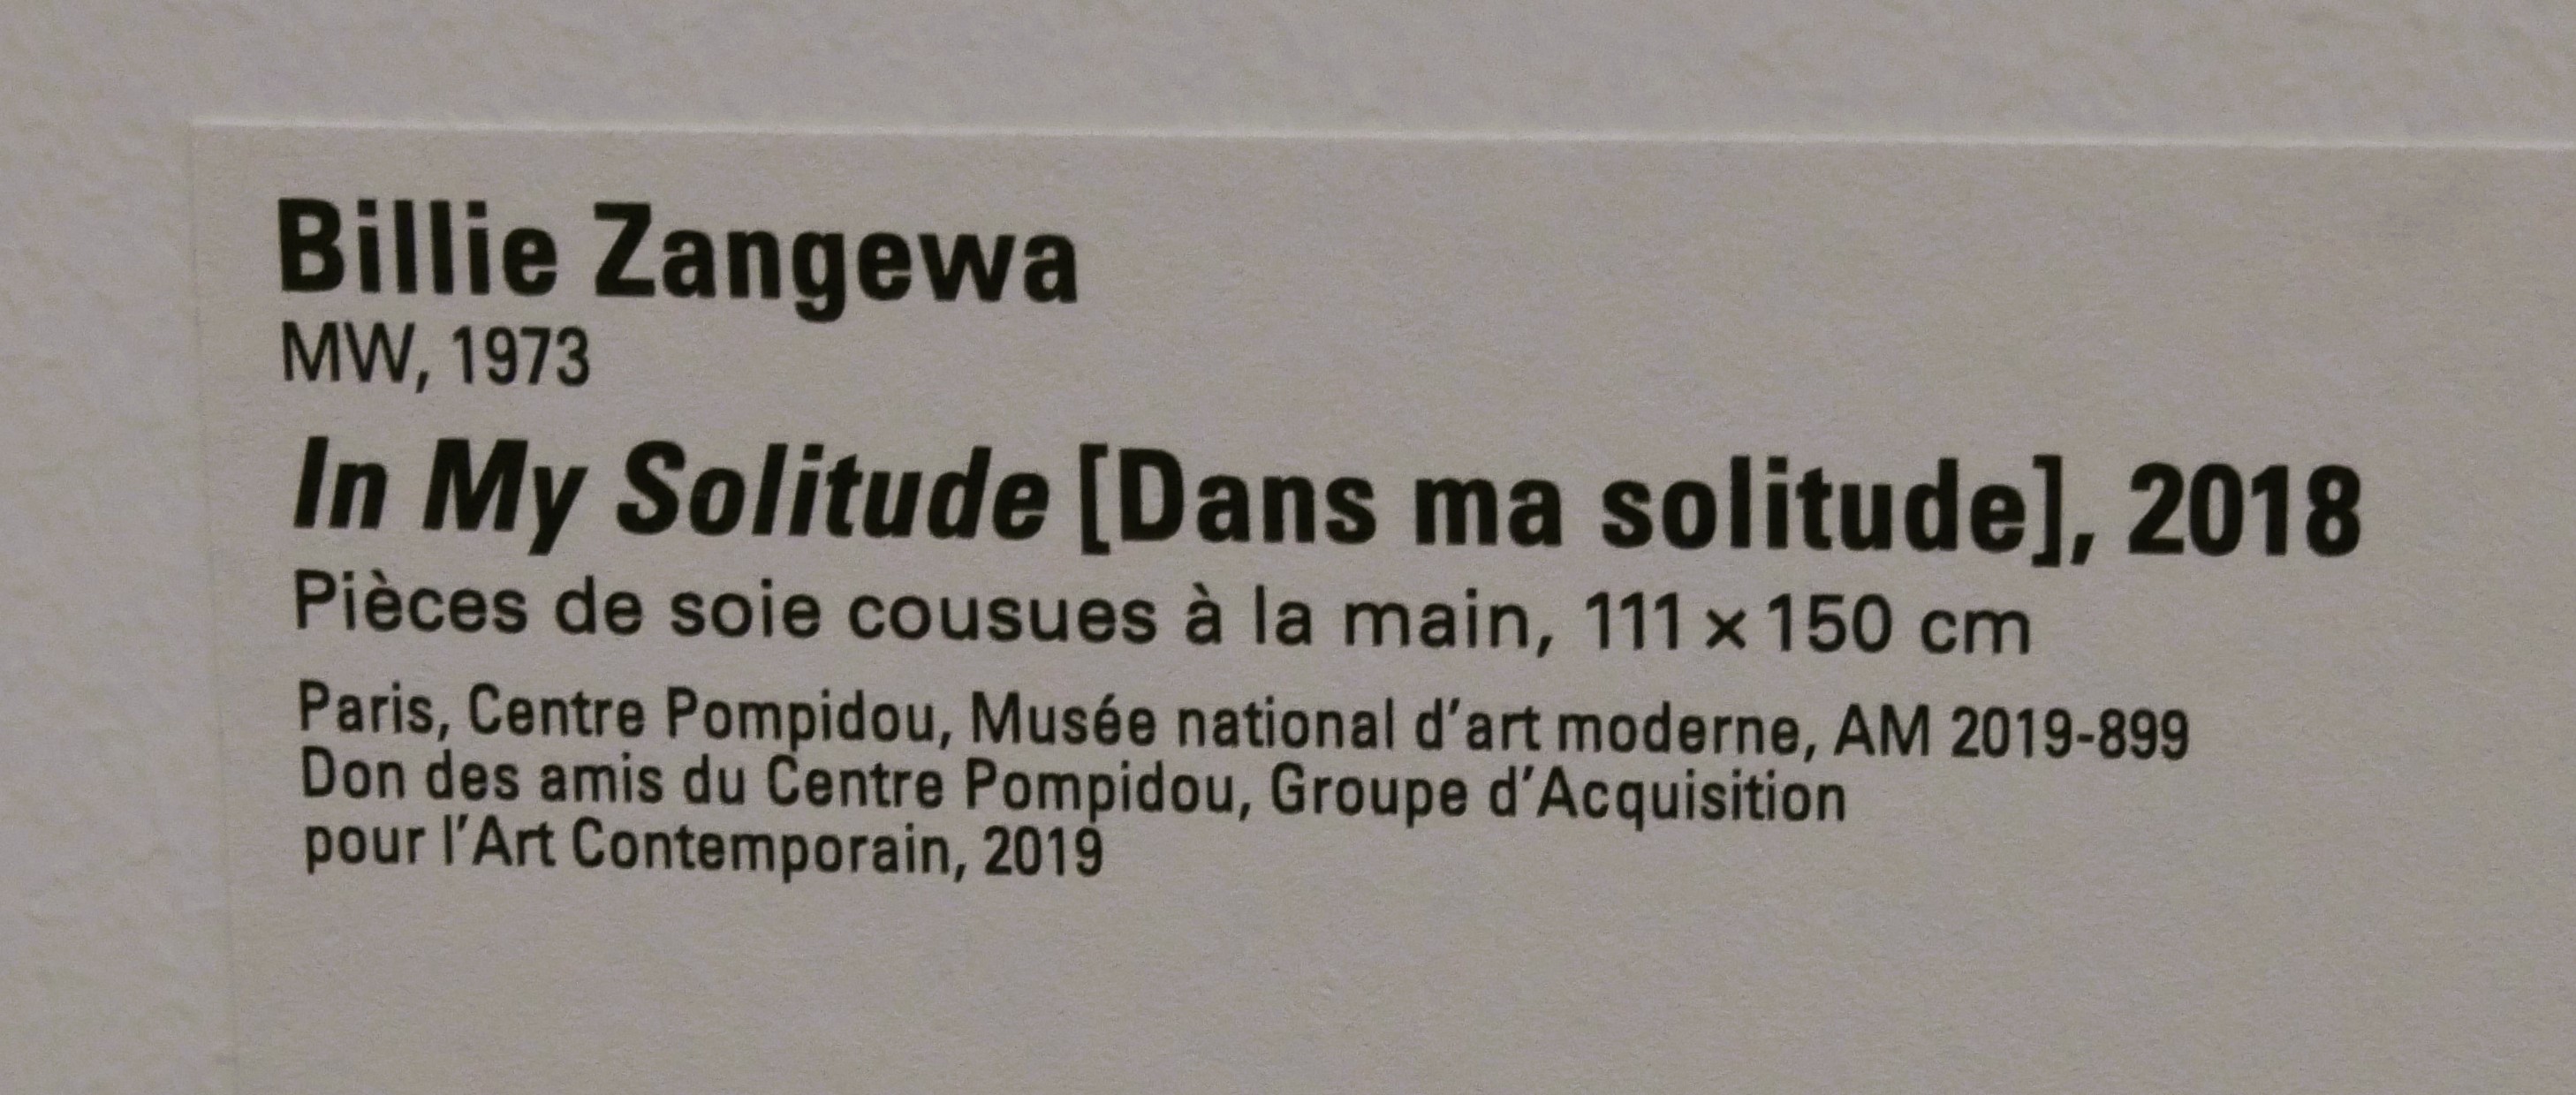 Billie Zangewa
MW, 1973
In My Solitude [Dans ma solitude], 2018
Pièces de soie cousues à la main, 111 × 150 cm
Paris, Centre Pompidou, Musée national d’art moderne, AM 2019-899
Don des amis du Centre Pompidou, Groupe d’Acquisition
pour l’Art Contemporain, 2019